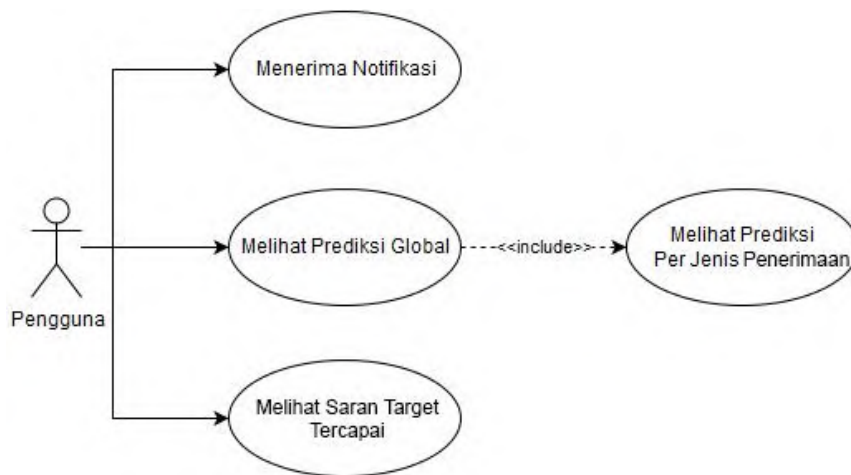 Menerima Notifikasi
Melihat Prediksi Global
<<include>>
Melihat Prediksi
Per Jenis Penerimaan
Pengguna
Melihat Saran Target
Tercapai